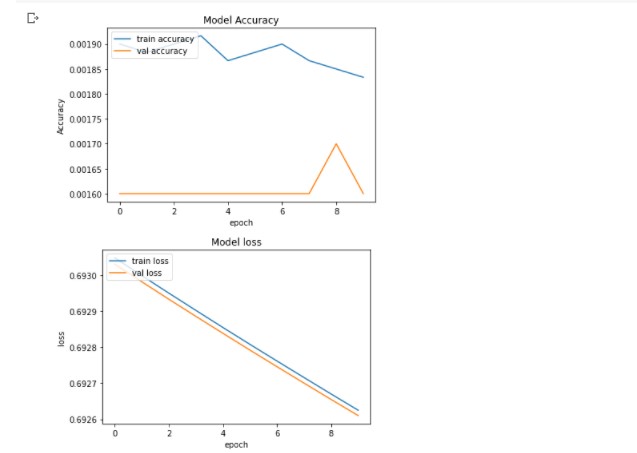 Model Accuracy
train accuracy
val accuracy
0.00190
0.00185
0.00180
0.00175
0.00170
0.00165
0.00160
Accuracy
0 2 4 6 8
epoch
Model loss
train loss
val loss
0.6930
0.6929
0.6928
0.6927
0.6926
loss
0 2 4 6 8
epoch